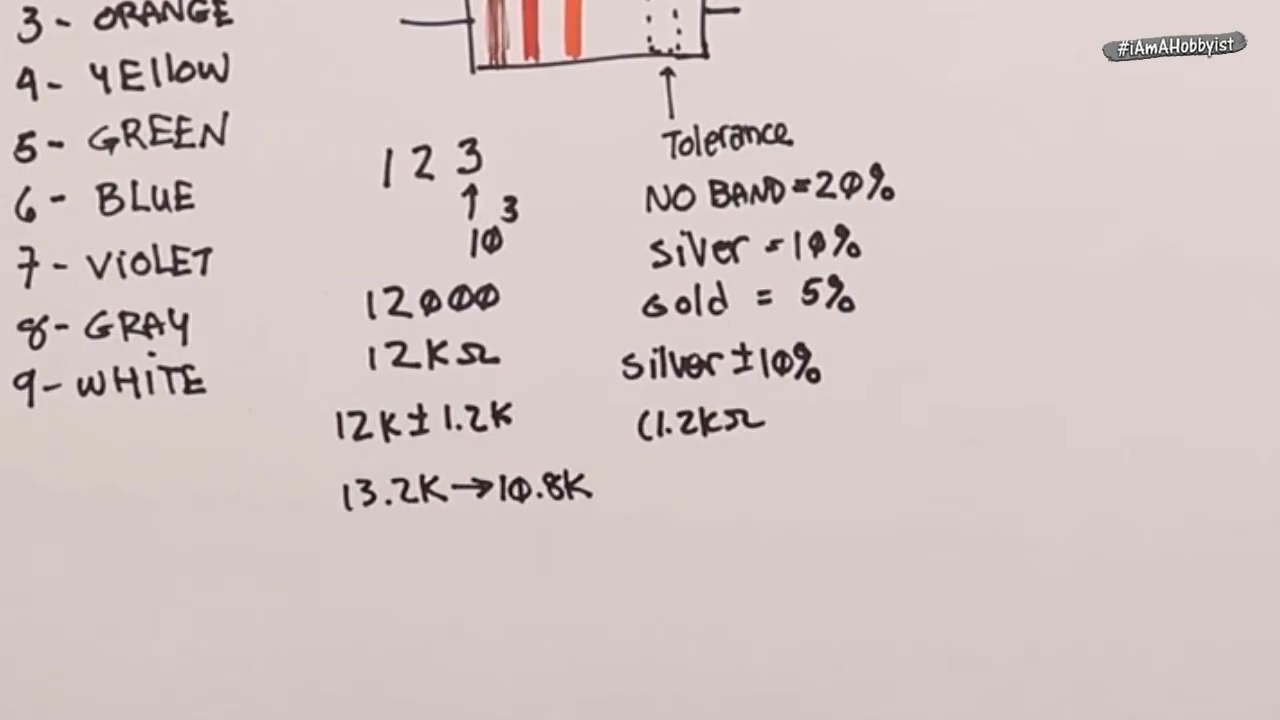 3 - ORANGE
4 - YEllOW
5 - GREEN
6 - BLUE
7 - ViOLET
8 - GRAY
9 - WHiTE
1 2 3
10 3
12000
12KΩ
12K ± 1.2K
13.2K → 10.8K
Tolerance
NO BAND = 20%
SilVer = 10%
Gold = 5%
Silver ± 10%
(1.2KΩ
#iAmAHobbyist